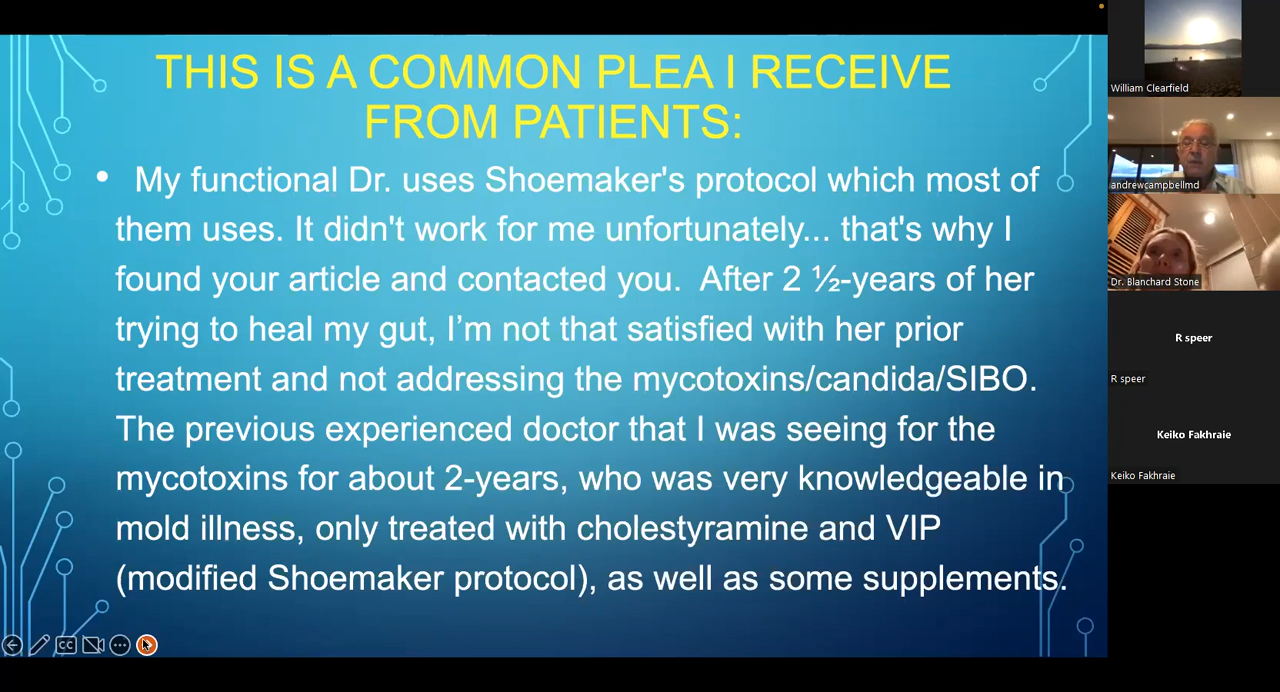 THIS IS A COMMON PLEA I RECEIVE
FROM PATIENTS:
• My functional Dr. uses Shoemaker's protocol which most of
them uses. It didn't work for me unfortunately... that's why I
found your article and contacted you.  After 2 ½-years of her
trying to heal my gut, I’m not that satisfied with her prior
treatment and not addressing the mycotoxins/candida/SIBO.
The previous experienced doctor that I was seeing for the
mycotoxins for about 2-years, who was very knowledgeable in
mold illness, only treated with cholestyramine and VIP
(modified Shoemaker protocol), as well as some supplements.
CC
William Clearfield
andrewcampbellmd
Dr. Blanchard Stone
R speer
R speer
Keiko Fakhraie
Keiko Fakhraie